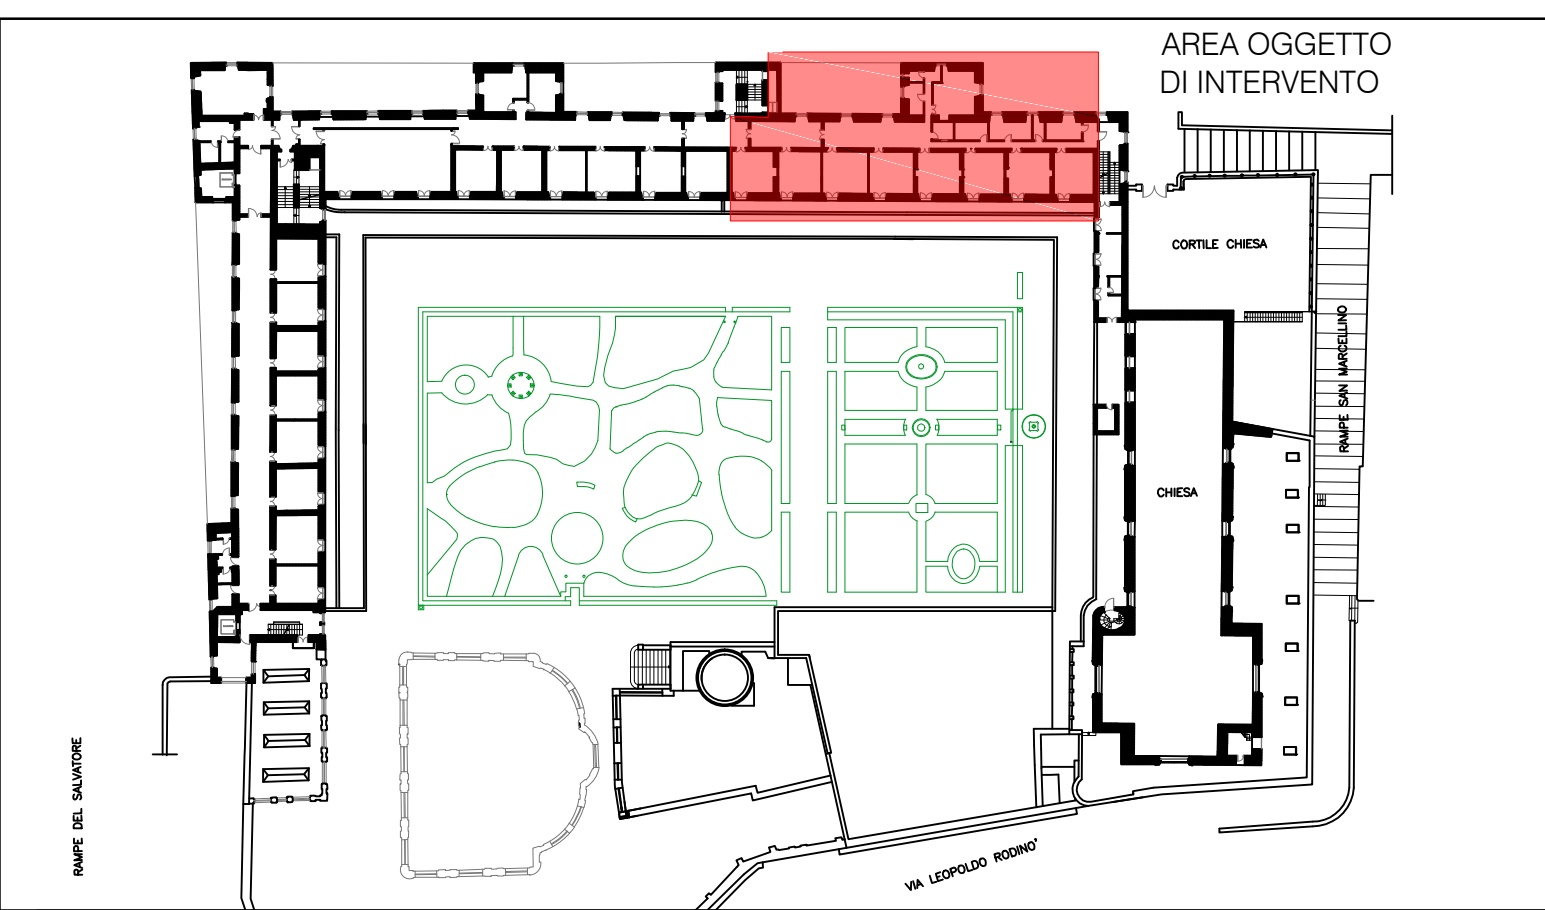 AREA OGGETTO
DI INTERVENTO
CORTILE CHIESA
RAMPE SAN MARCELLINO
CHIESA
RAMPE DEL SALVATORE
VIA LEOPOLDO RODINO'